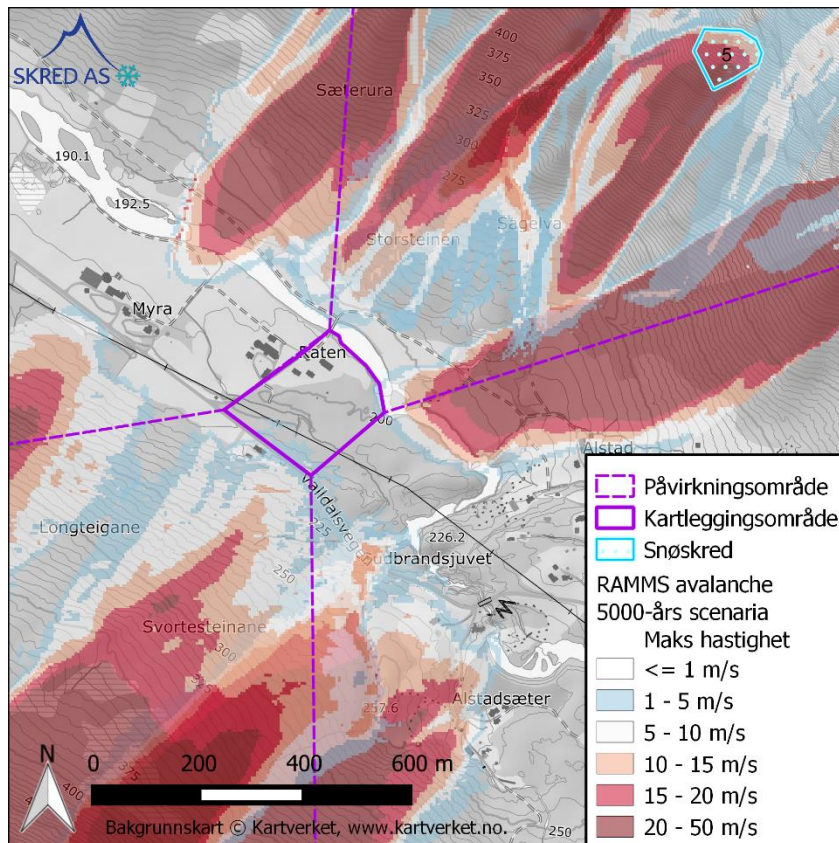 SKRED AS
400
375
350
325
300
275
5
Sæterura
190.1
192.5
Storsteinen
Sagelva
Myra
Raten
200
Alstad
Valldalsvegen
225
Longteigane
250
Gudbrandsjuvet
226.2
Svortesteinane
300
325
257.6
Alstadsæter
375
400
250
N
0 200 400 600 m
Bakgrunnskart © Kartverket, www.kartverket.no.
Påvirkningsområde
Kartleggingsområde
Snøskred
RAMMS avalanche
5000-års scenaria
Maks hastighet
<= 1 m/s
1 - 5 m/s
5 - 10 m/s
10 - 15 m/s
15 - 20 m/s
20 - 50 m/s